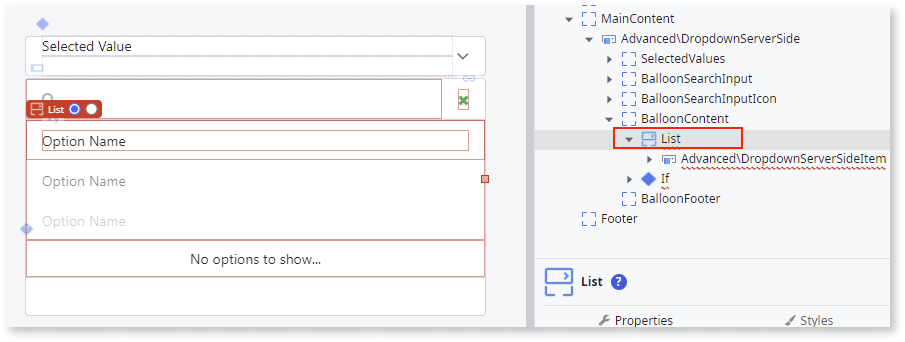 Selected Value
List
Option Name
Option Name
Option Name
No options to show...
MainContent
Advanced\DropdownServerSide
SelectedValues
BalloonSearchInput
BalloonSearchInputIcon
BalloonContent
List
Advanced\DropdownServerSideItem
If
BalloonFooter
Footer
List ?
Properties Styles